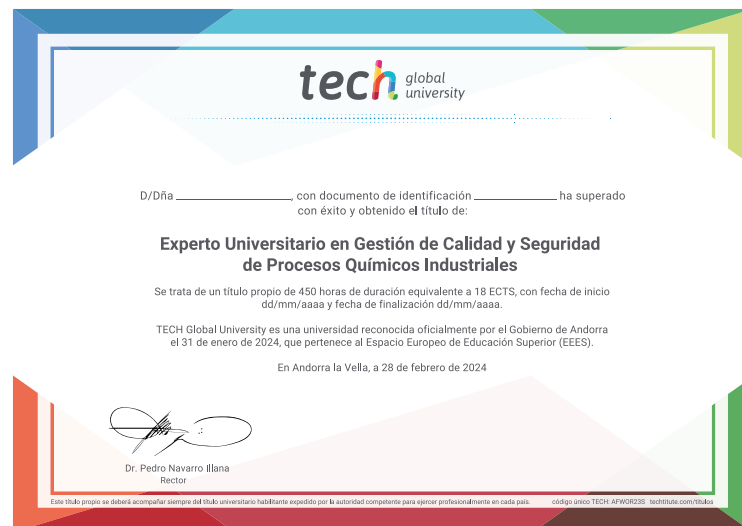 tech global university
D/Dña ____________, con documento de identificación ____________ ha superado
con éxito y obtenido el título de:
Experto Universitario en Gestión de Calidad y Seguridad
de Procesos Químicos Industriales
Se trata de un título propio de 450 horas de duración equivalente a 18 ECTS, con fecha de inicio
dd/mm/aaaa y fecha de finalización dd/mm/aaaa.
TECH Global University es una universidad reconocida oficialmente por el Gobierno de Andorra
el 31 de enero de 2024, que pertenece al Espacio Europeo de Educación Superior (EEES).
En Andorra la Vella, a 28 de febrero de 2024
Dr. Pedro Navarro Illana
Rector
Este título propio se deberá acompañar siempre del título universitario habilitante expedido por la autoridad competente para ejercer profesionalmente en cada país. código único TECH: AFWOR23S techtitute.com/titulos